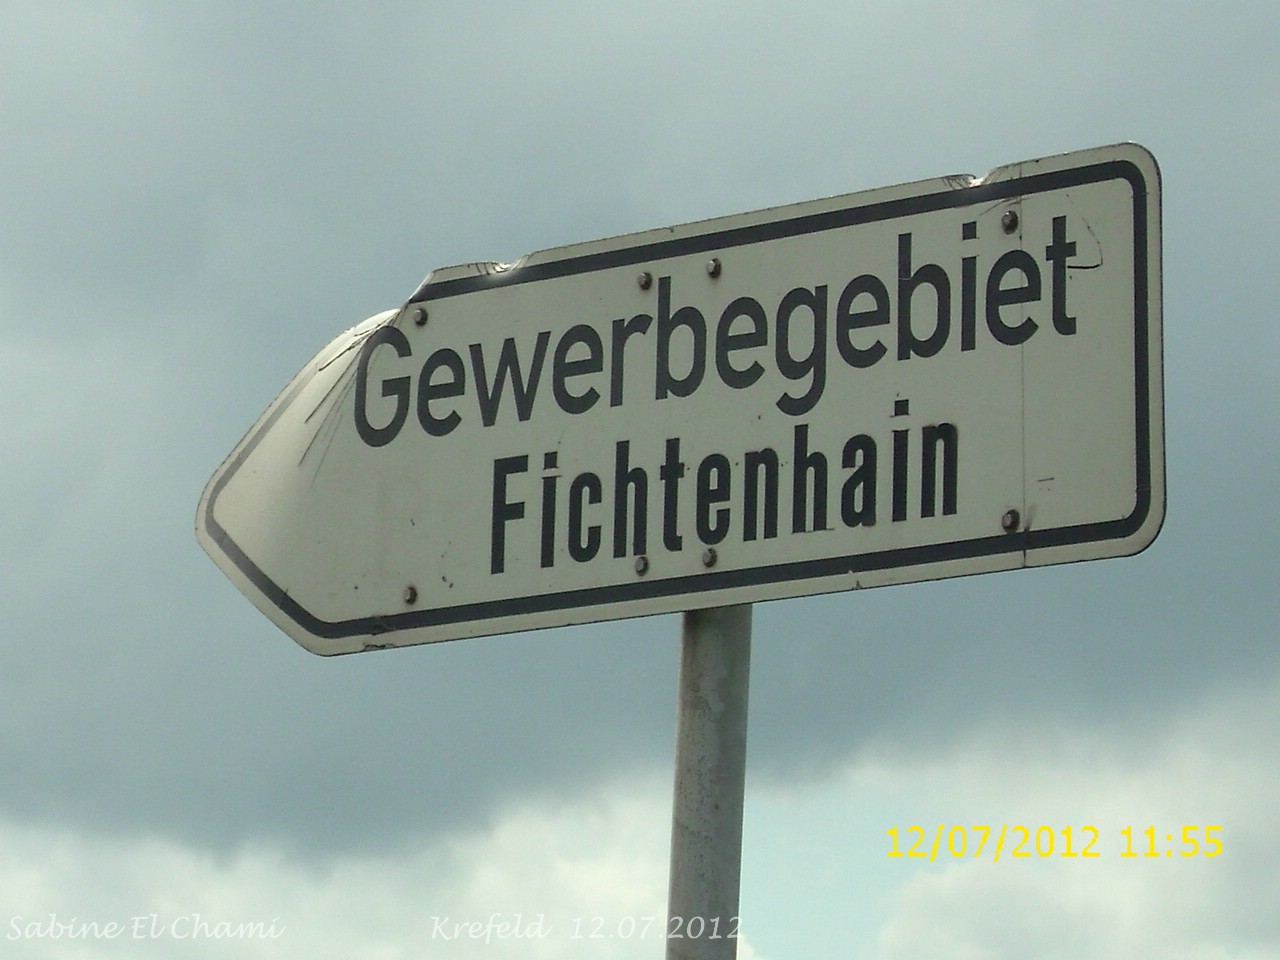 Gewerbegebiet
Fichtenhain
12/07/2012 11:55
Sabine El Chami Krefeld 12.07.2012